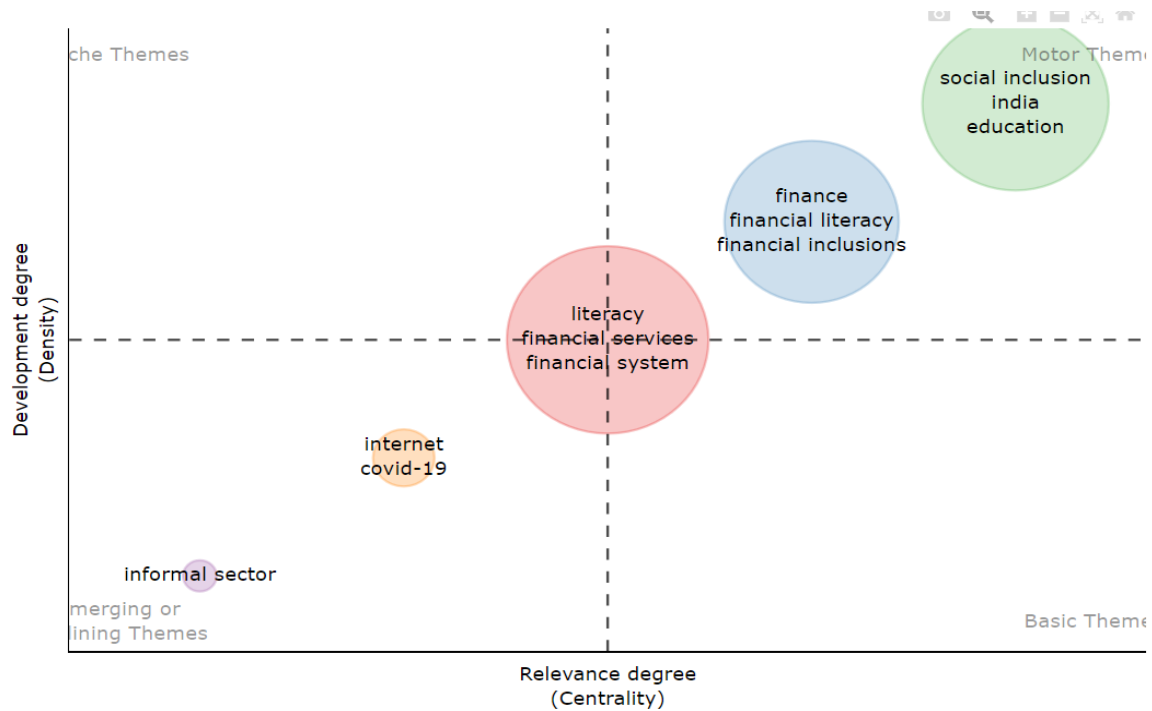 che Themes
Motor Theme
social inclusion
india
education
finance
financial literacy
financial inclusions
literacy
financial services
financial system
internet
covid-19
informal sector
merging or
lining Themes
Basic Theme
Development degree
(Density)
Relevance degree
(Centrality)